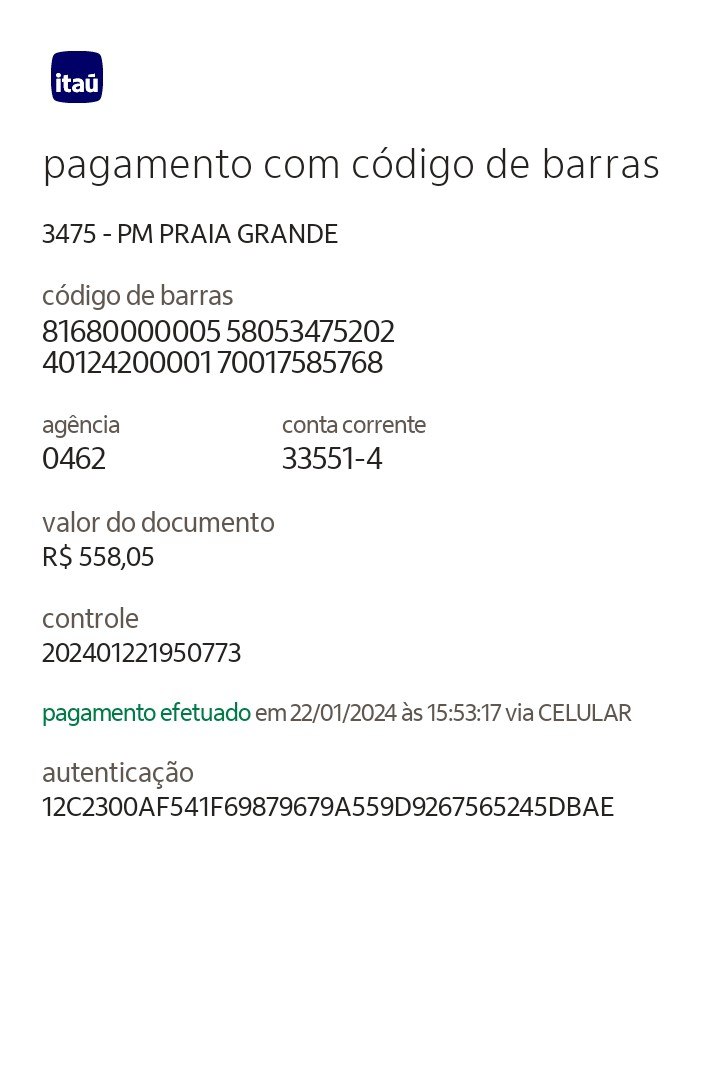 itaú
pagamento com código de barras
3475 - PM PRAIA GRANDE
código de barras
81680000005 58053475202
40124200001 70017585768
agência conta corrente
0462 33551-4
valor do documento
R$ 558,05
controle
202401221950773
pagamento efetuado em 22/01/2024 às 15:53:17 via CELULAR
autenticação
12C2300AF541F69879679A559D9267565245DBAE